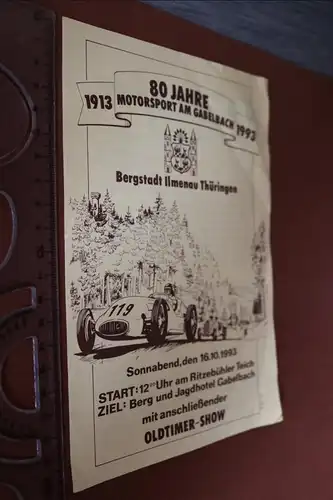 80 JAHRE
1913 MOTORSPORT AM GABELBACH 1993
Bergstadt Ilmenau Thüringen
119
Sonnabend, den 16.10.1993
START: 12°° Uhr am Ritzebühler Teich
ZIEL: Berg und Jagdhotel Gabelbach
mit anschließender
OLDTIMER-SHOW